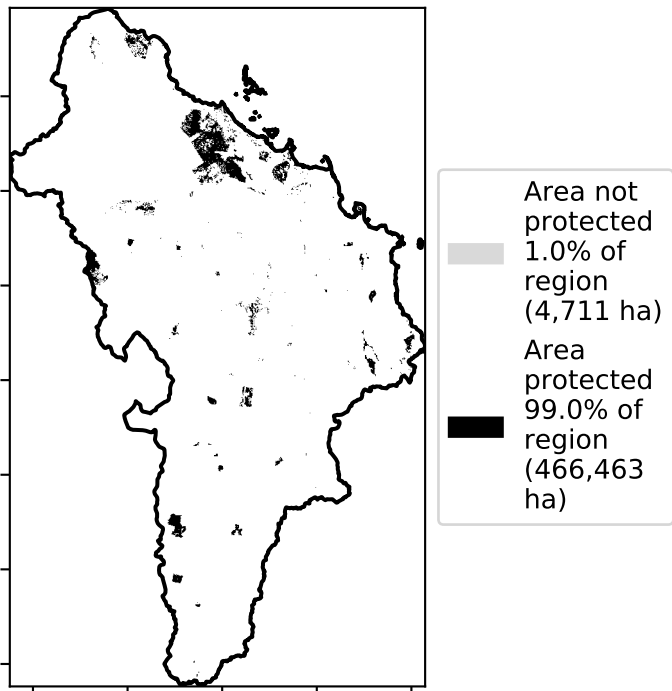 Area not
protected
1.0% of
region
(4,711 ha)
Area
protected
99.0% of
region
(466,463
ha)